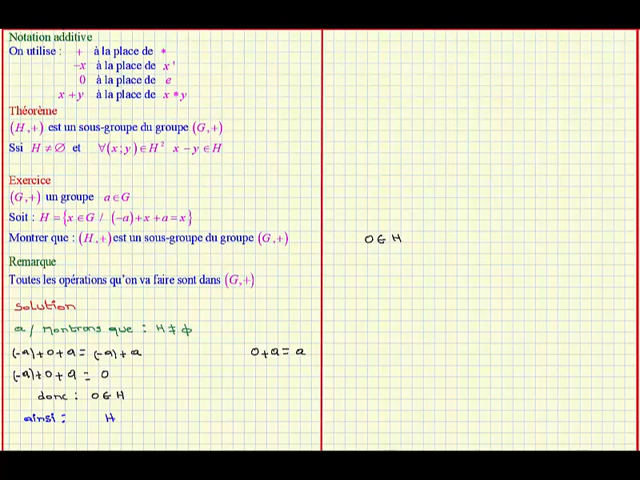 Notation additive
On utilise : + à la place de *
−x à la place de x'
0 à la place de e
x + y à la place de x * y
Théorème
(H,+) est un sous-groupe du groupe (G,+)
Ssi H ≠ ∅ et ∀(x;y)∈H² x − y ∈ H
Exercice
(G,+) un groupe a∈G
Soit : H = {x∈G / (−a)+x+a = x}
Montrer que : (H,+) est un sous-groupe du groupe (G,+)
Remarque
Toutes les opérations qu'on va faire sont dans (G,+)
Solution
a/ Montrons que : H ≠ ∅
(-a)+0+a = (-a)+a 0+a = a
(-a)+0+a = 0
donc : 0∈H
ainsi : H
0∈H